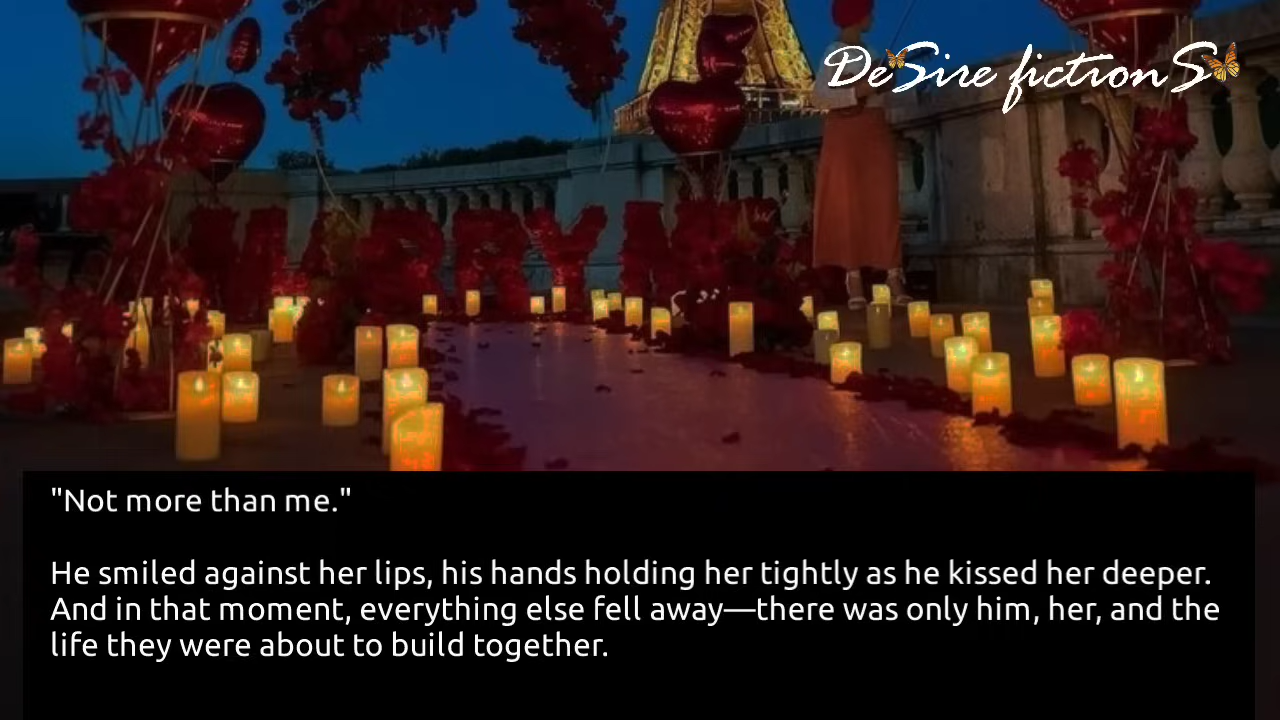 DeSire fictionS
MARRY ME
"Not more than me."
He smiled against her lips, his hands holding her tightly as he kissed her deeper.
And in that moment, everything else fell away—there was only him, her, and the
life they were about to build together.